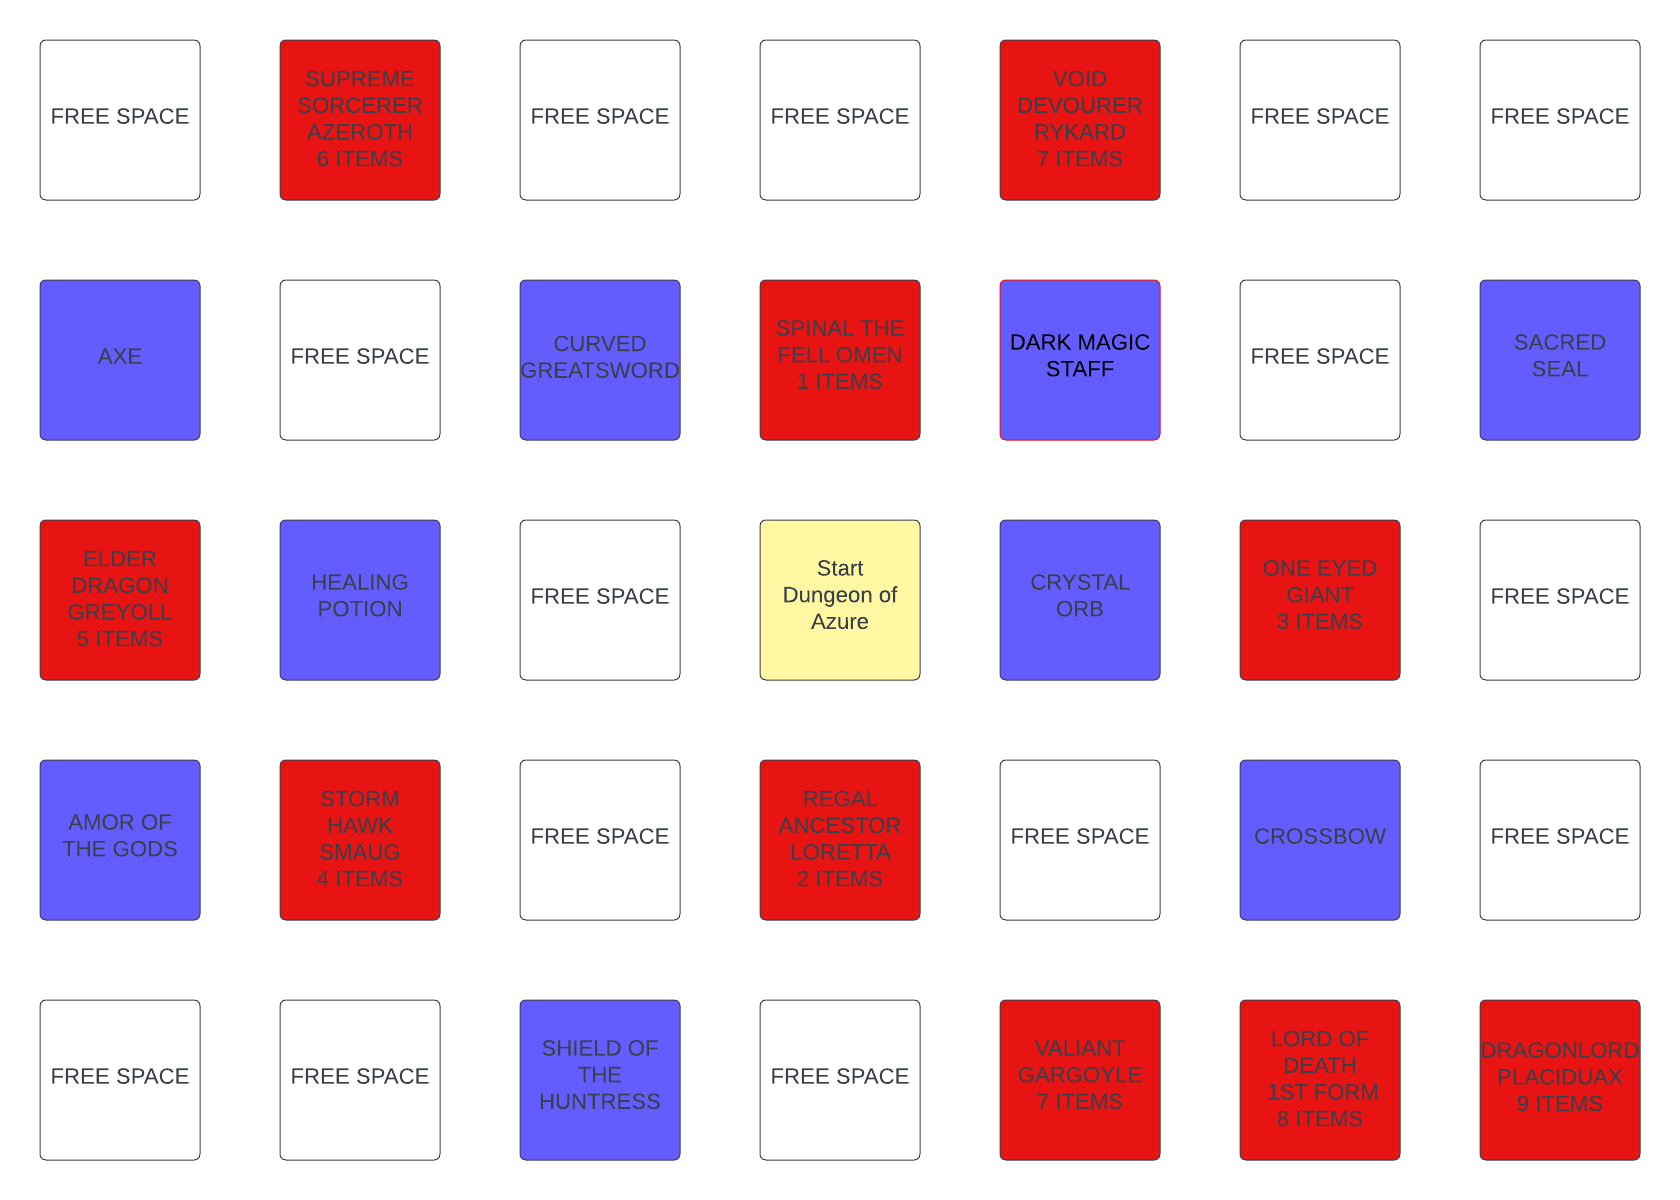 FREE SPACE
SUPREME
SORCERER
AZEROTH
6 ITEMS
FREE SPACE
FREE SPACE
VOID
DEVOURER
RYKARD
7 ITEMS
FREE SPACE
FREE SPACE
AXE
FREE SPACE
CURVED
GREATSWORD
SPINAL THE
FELL OMEN
1 ITEMS
DARK MAGIC
STAFF
FREE SPACE
SACRED
SEAL
ELDER
DRAGON
GREYOLL
5 ITEMS
HEALING
POTION
FREE SPACE
Start
Dungeon of
Azure
CRYSTAL
ORB
ONE EYED
GIANT
3 ITEMS
FREE SPACE
AMOR OF
THE GODS
STORM
HAWK
SMAUG
4 ITEMS
FREE SPACE
REGAL
ANCESTOR
LORETTA
2 ITEMS
FREE SPACE
CROSSBOW
FREE SPACE
FREE SPACE
FREE SPACE
SHIELD OF
THE
HUNTRESS
FREE SPACE
VALIANT
GARGOYLE
7 ITEMS
LORD OF
DEATH
1ST FORM
8 ITEMS
DRAGONLORD
PLACIDUAX
9 ITEMS